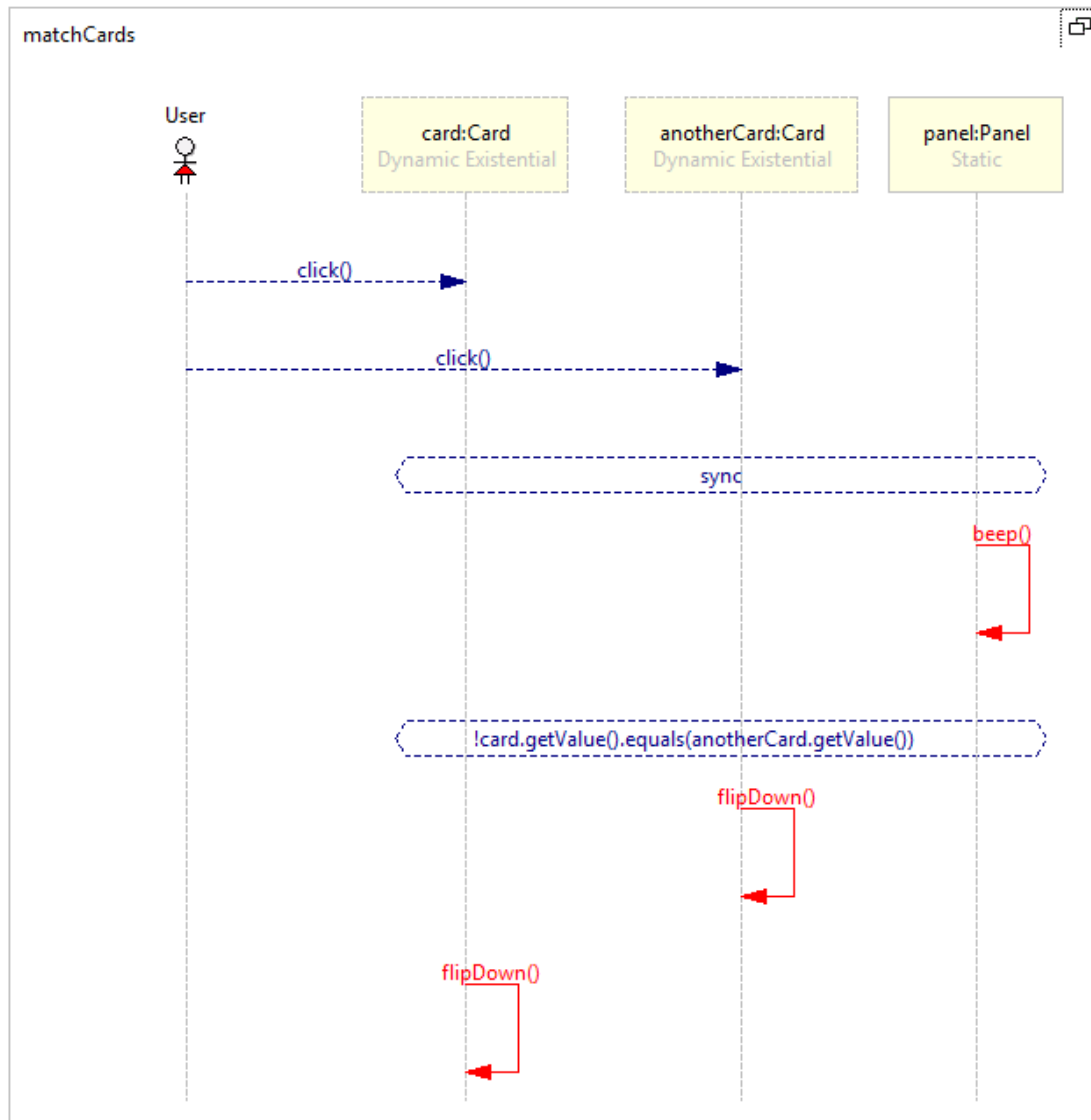 matchCards
User
card:Card
Dynamic Existential
anotherCard:Card
Dynamic Existential
panel:Panel
Static
click()
click()
sync
beep()
!card.getValue().equals(anotherCard.getValue())
flipDown()
flipDown()